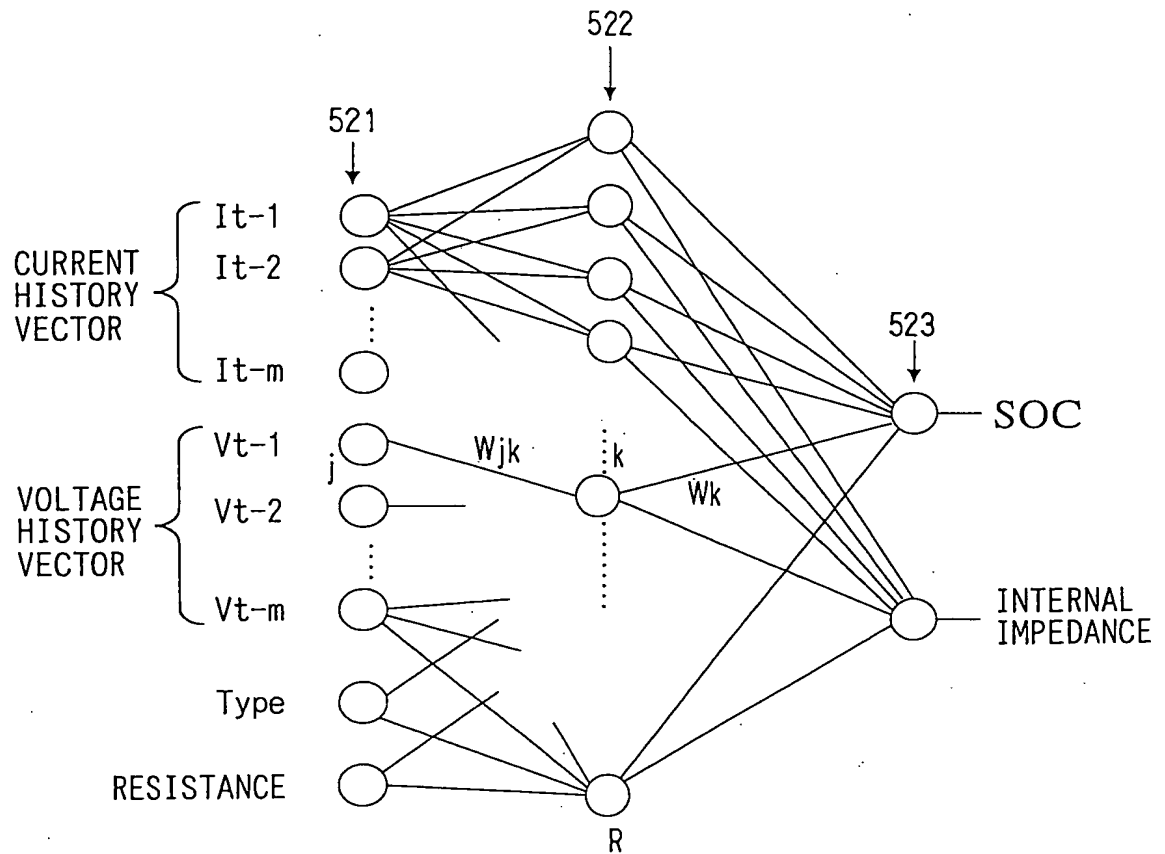 522
521
It-1
It-2
It-m
CURRENT
HISTORY
VECTOR
523
SOC
Vt-1
j
Wjk
k
Wk
Vt-2
Vt-m
VOLTAGE
HISTORY
VECTOR
INTERNAL
IMPEDANCE
Type
RESISTANCE
R